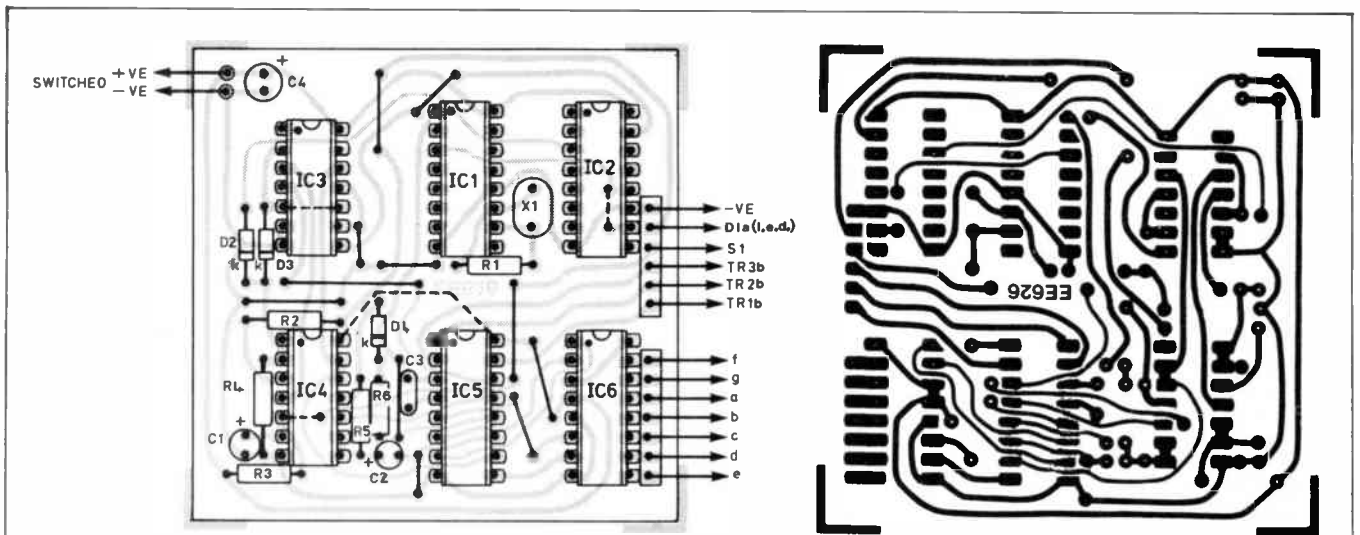 SWITCHED +VE
−VE
+
C4
IC3
IC1
IC2
X1
−VE
D1a (l.e.d.)
S1
TR3b
TR2b
TR1b
D2
D3
k
k
R1
R2
D4
k
C3
R4
IC4
R6
R5
IC5
IC6
+
C1
R3
+
C2
f
g
a
b
c
d
e
EE626